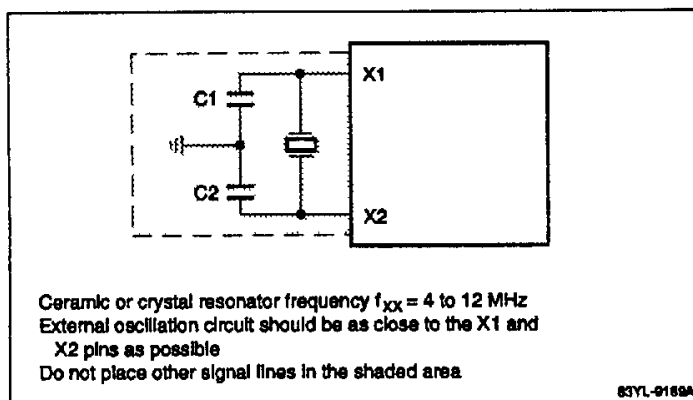 X1
C1
C2
X2
Ceramic or crystal resonator frequency fXX = 4 to 12 MHz
External oscillation circuit should be as close to the X1 and
X2 pins as possible
Do not place other signal lines in the shaded area
83YL-9169A